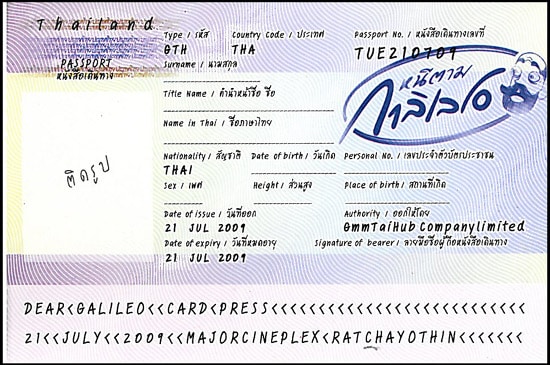 Thailand
PASSPORT
หนังสือเดินทาง
Type / รหัส Country Code / ประเทศ Passport No. / หนังสือเดินทางเลขที่
GTH THA TUE210709
Surname / นามสกุล
หนีตาม
กาลิเลโอ
Title Name / คำนำหน้าชื่อ ชื่อ
Name in Thai / ชื่อภาษาไทย
ติดรูป
Nationality / สัญชาติ Date of birth / วันเกิด Personal No. / เลขประจำตัวบัตรประชาชน
THAI
Sex / เพศ Height / ส่วนสูง Place of birth / สถานที่เกิด
Date of issue / วันที่ออก Authority / ออกให้โดย
21 JUL 2009 GmmTaiHub Companylimited
Date of expiry / วันที่หมดอายุ Signature of bearer / ลายมือชื่อผู้ถือหนังสือเดินทาง
21 JUL 2009
DEAR<GALILEO<<CARD<PRESS<<<<<<<<<<<<<<<<<<<<<<<<
21<<JULY<<2009<<MAJORCINEPLEX<RATCHAYOTHIN<<<<<<<